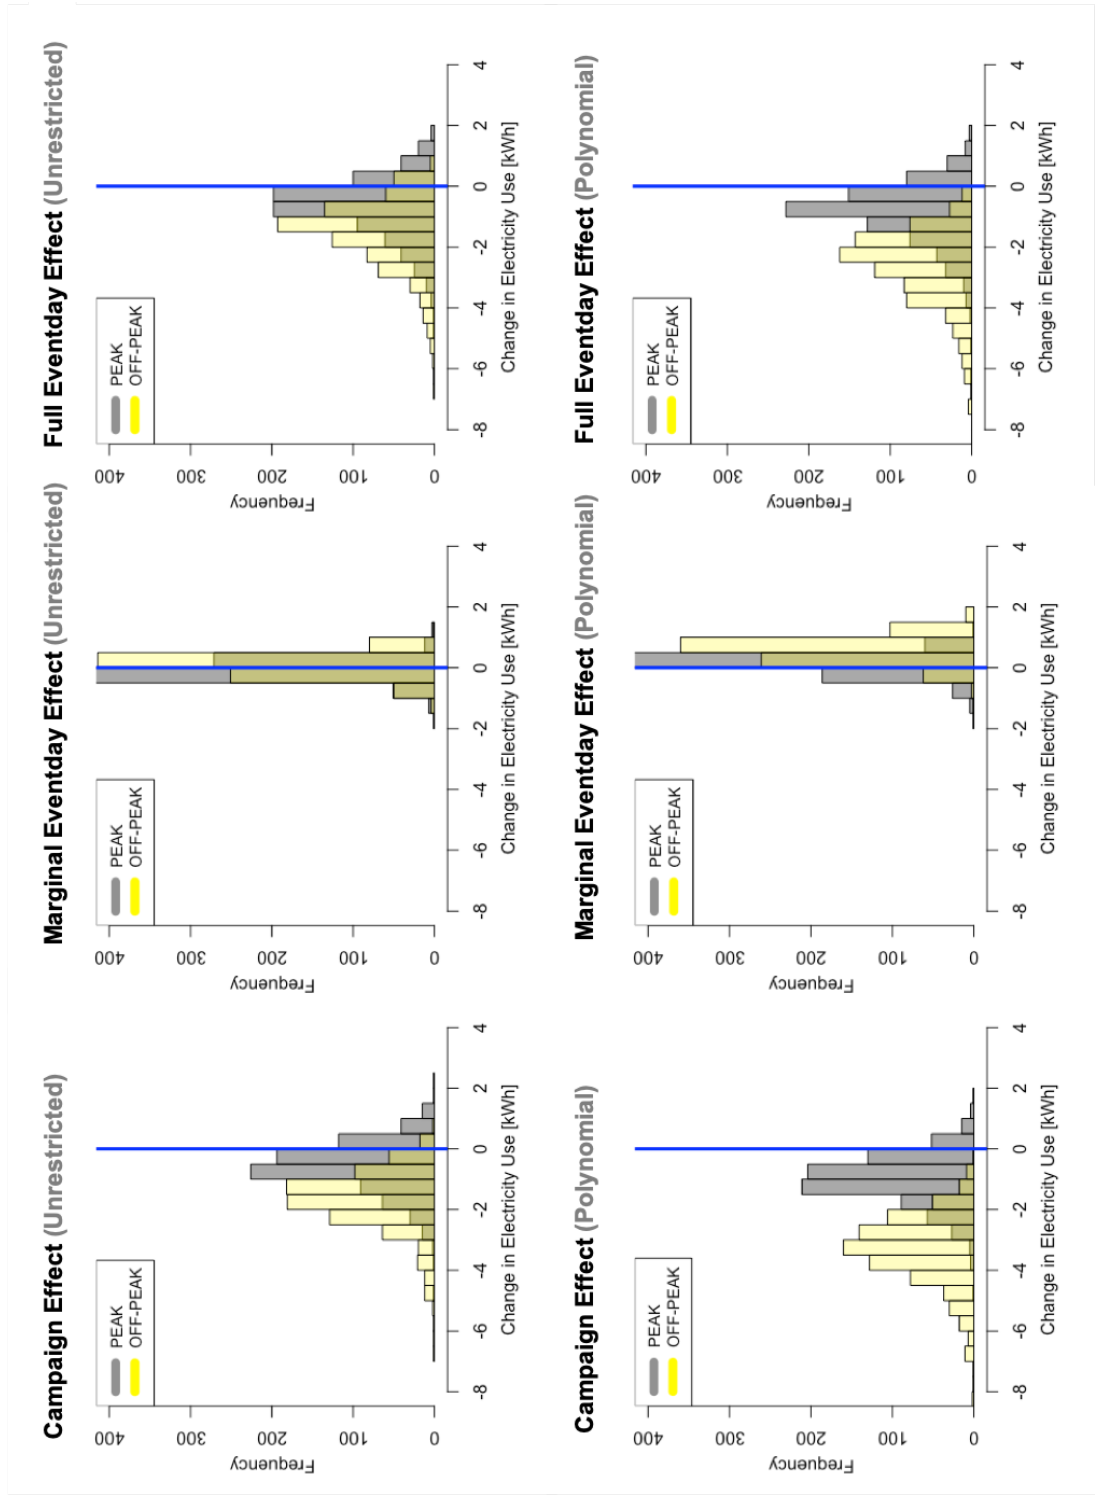 Campaign Effect (Unrestricted)
PEAK
OFF-PEAK
Frequency
400
300
200
100
0
-8 -6 -4 -2 0 2 4
Change in Electricity Use [kWh]
Marginal Eventday Effect (Unrestricted)
PEAK
OFF-PEAK
Frequency
400
300
200
100
0
-8 -6 -4 -2 0 2 4
Change in Electricity Use [kWh]
Full Eventday Effect (Unrestricted)
PEAK
OFF-PEAK
Frequency
400
300
200
100
0
-8 -6 -4 -2 0 2 4
Change in Electricity Use [kWh]
Campaign Effect (Polynomial)
PEAK
OFF-PEAK
Frequency
400
300
200
100
0
-8 -6 -4 -2 0 2 4
Change in Electricity Use [kWh]
Marginal Eventday Effect (Polynomial)
PEAK
OFF-PEAK
Frequency
400
300
200
100
0
-8 -6 -4 -2 0 2 4
Change in Electricity Use [kWh]
Full Eventday Effect (Polynomial)
PEAK
OFF-PEAK
Frequency
400
300
200
100
0
-8 -6 -4 -2 0 2 4
Change in Electricity Use [kWh]